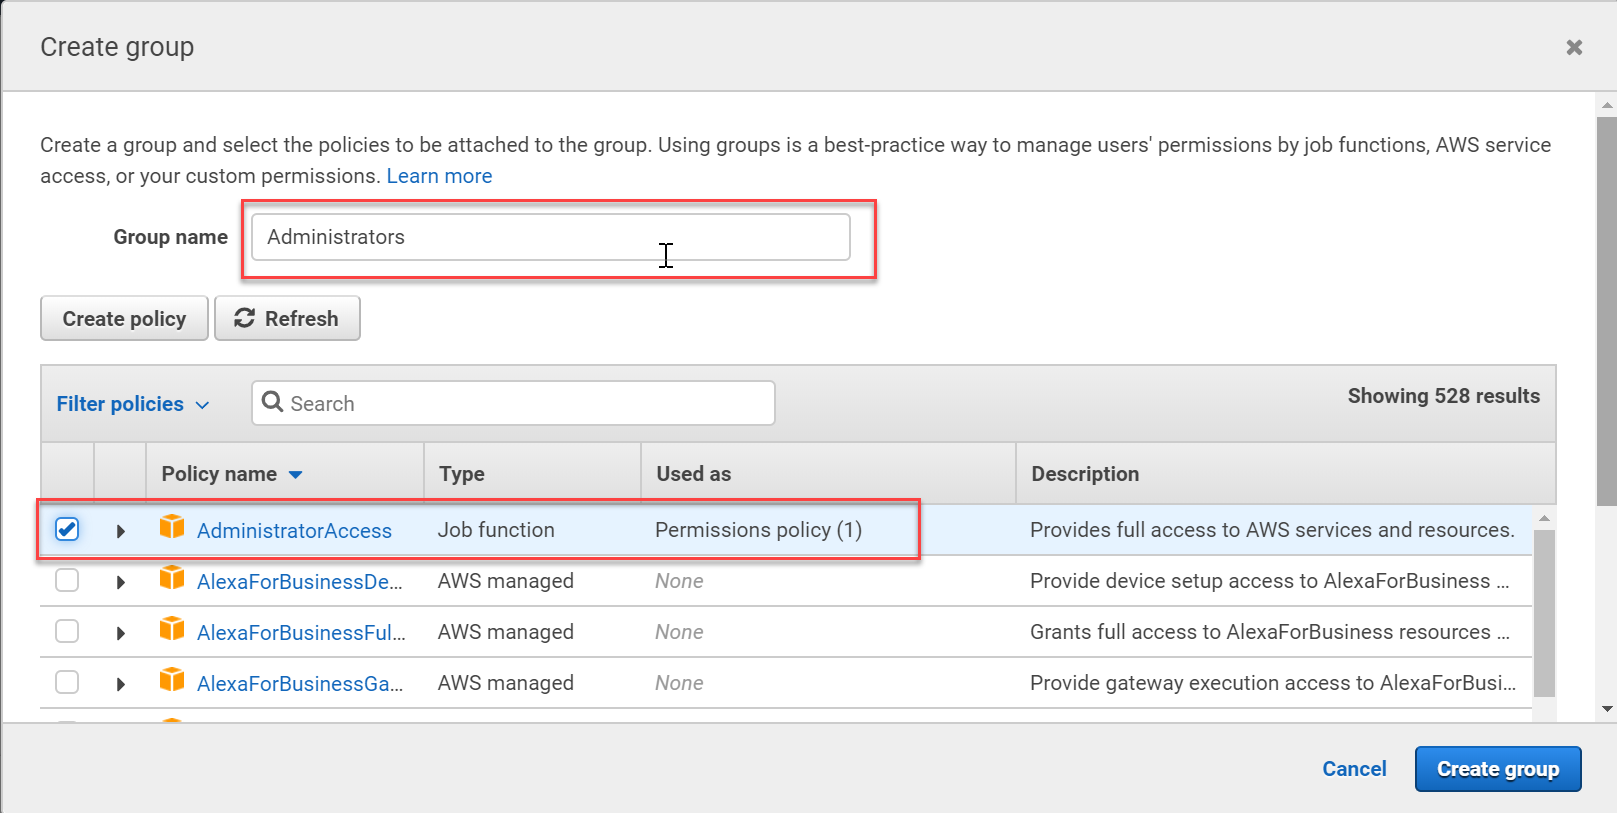 Create group
Create a group and select the policies to be attached to the group. Using groups is a best-practice way to manage users' permissions by job functions, AWS service
access, or your custom permissions. Learn more
Group name Administrators
Create policy Refresh
Filter policies Search Showing 528 results
Policy name Type Used as Description
AdministratorAccess Job function Permissions policy (1) Provides full access to AWS services and resources.
AlexaForBusinessDe... AWS managed None Provide device setup access to AlexaForBusiness ...
AlexaForBusinessFul... AWS managed None Grants full access to AlexaForBusiness resources ...
AlexaForBusinessGa... AWS managed None Provide gateway execution access to AlexaForBusi...
Cancel Create group